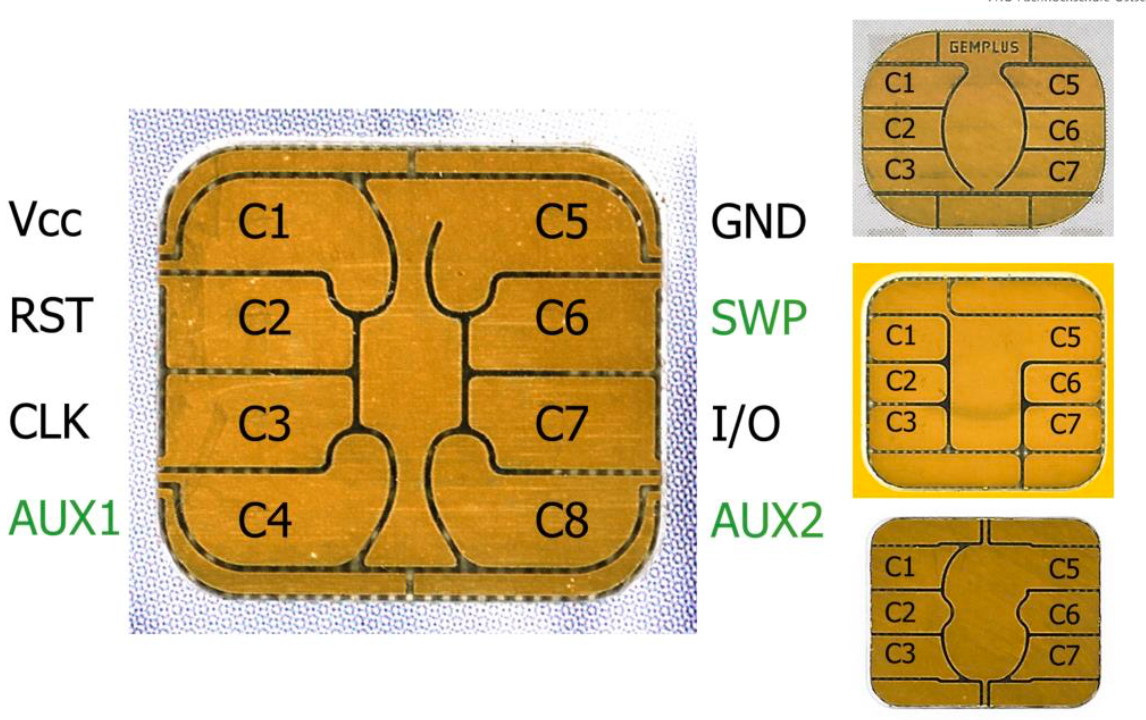 Vcc C1 C5 GND
RST C2 C6 SWP
CLK C3 C7 I/O
AUX1 C4 C8 AUX2
GEMPLUS
C1 C5
C2 C6
C3 C7
C1 C5
C2 C6
C3 C7
C1 C5
C2 C6
C3 C7